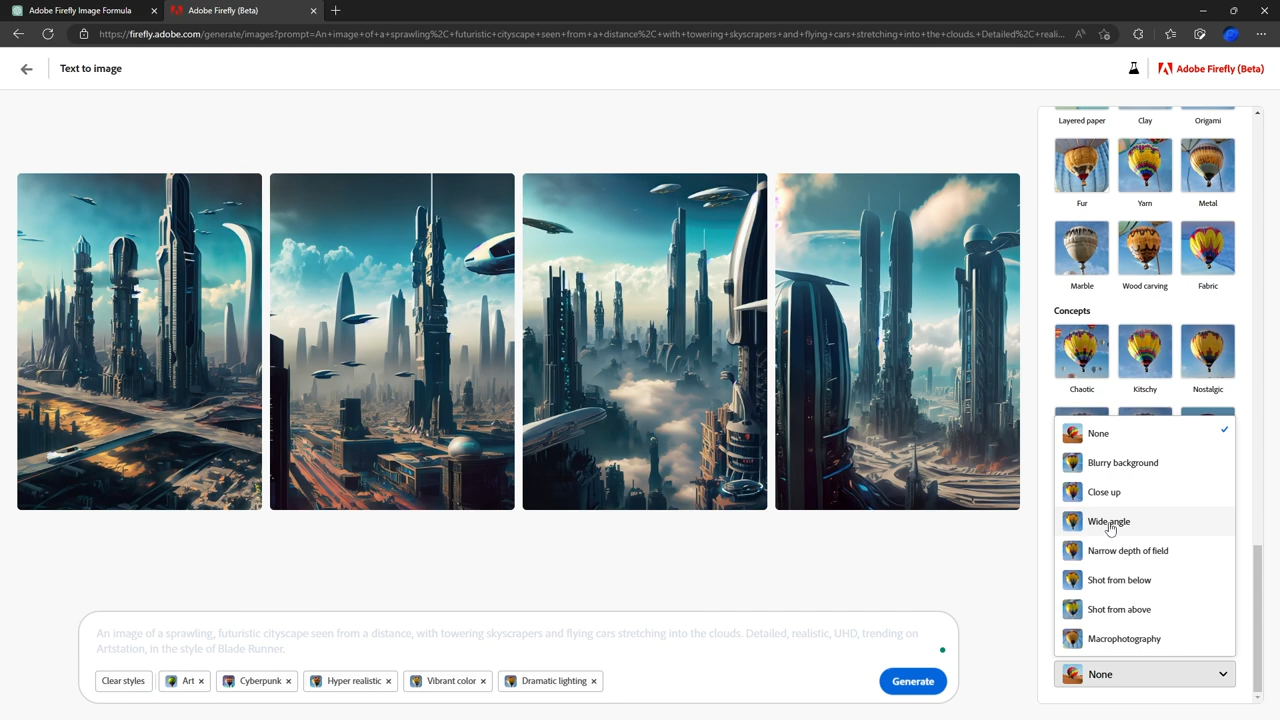 Adobe Firefly Image Formula
Adobe Firefly (Beta)
https://firefly.adobe.com/generate/images?prompt=An+image+of+a+sprawling%2C+futuristic+cityscape+seen+from+a+distance%2C+with+towering+skyscrapers+and+flying+cars+stretching+into+the+clouds.+Detailed%2C+reali...
Text to image
Adobe Firefly (Beta)
Layered paper
Clay
Origami
Fur
Yarn
Metal
Marble
Wood carving
Fabric
Concepts
Chaotic
Kitschy
Nostalgic
None
Blurry background
Close up
Wide angle
Narrow depth of field
Shot from below
Shot from above
Macrophotography
None
An image of a sprawling, futuristic cityscape seen from a distance, with towering skyscrapers and flying cars stretching into the clouds. Detailed, realistic, UHD, trending on
Artstation, in the style of Blade Runner.
Clear styles
Art
Cyberpunk
Hyper realistic
Vibrant color
Dramatic lighting
Generate